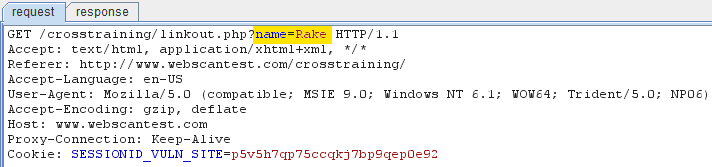 request response
GET /crosstraining/linkout.php?name=Rake HTTP/1.1
Accept: text/html, application/xhtml+xml, */*
Referer: http://www.webscantest.com/crosstraining/
Accept-Language: en-US
User-Agent: Mozilla/5.0 (compatible; MSIE 9.0; Windows NT 6.1; WOW64; Trident/5.0; NP06)
Accept-Encoding: gzip, deflate
Host: www.webscantest.com
Proxy-Connection: Keep-Alive
Cookie: SESSIONID_VULN_SITE=p5v5h7qp75ccqkj7bp9qep0e92